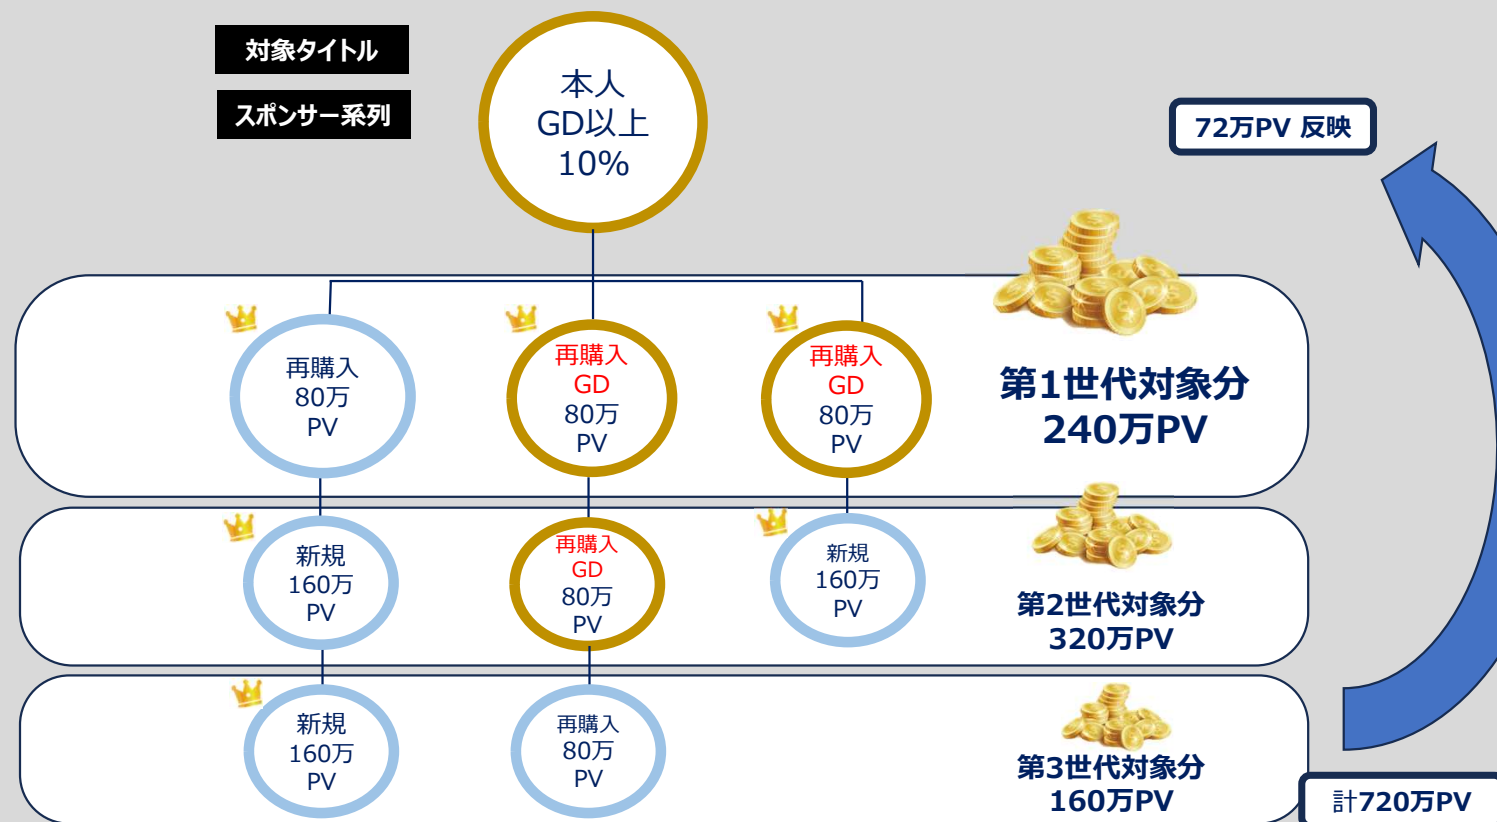 対象タイトル
スポンサー系列
本人
GD以上
10%
72万PV 反映
再購入
80万
PV
再購入
GD
80万
PV
再購入
GD
80万
PV
第1世代対象分
240万PV
新規
160万
PV
再購入
GD
80万
PV
新規
160万
PV
第2世代対象分
320万PV
新規
160万
PV
再購入
80万
PV
第3世代対象分
160万PV
計720万PV